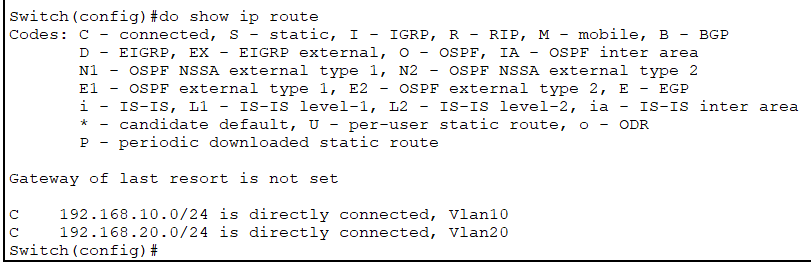 Switch(config)#do show ip route
Codes: C - connected, S - static, I - IGRP, R - RIP, M - mobile, B - BGP
D - EIGRP, EX - EIGRP external, O - OSPF, IA - OSPF inter area
N1 - OSPF NSSA external type 1, N2 - OSPF NSSA external type 2
E1 - OSPF external type 1, E2 - OSPF external type 2, E - EGP
i - IS-IS, L1 - IS-IS level-1, L2 - IS-IS level-2, ia - IS-IS inter area
* - candidate default, U - per-user static route, o - ODR
P - periodic downloaded static route
Gateway of last resort is not set
C    192.168.10.0/24 is directly connected, Vlan10
C    192.168.20.0/24 is directly connected, Vlan20
Switch(config)#